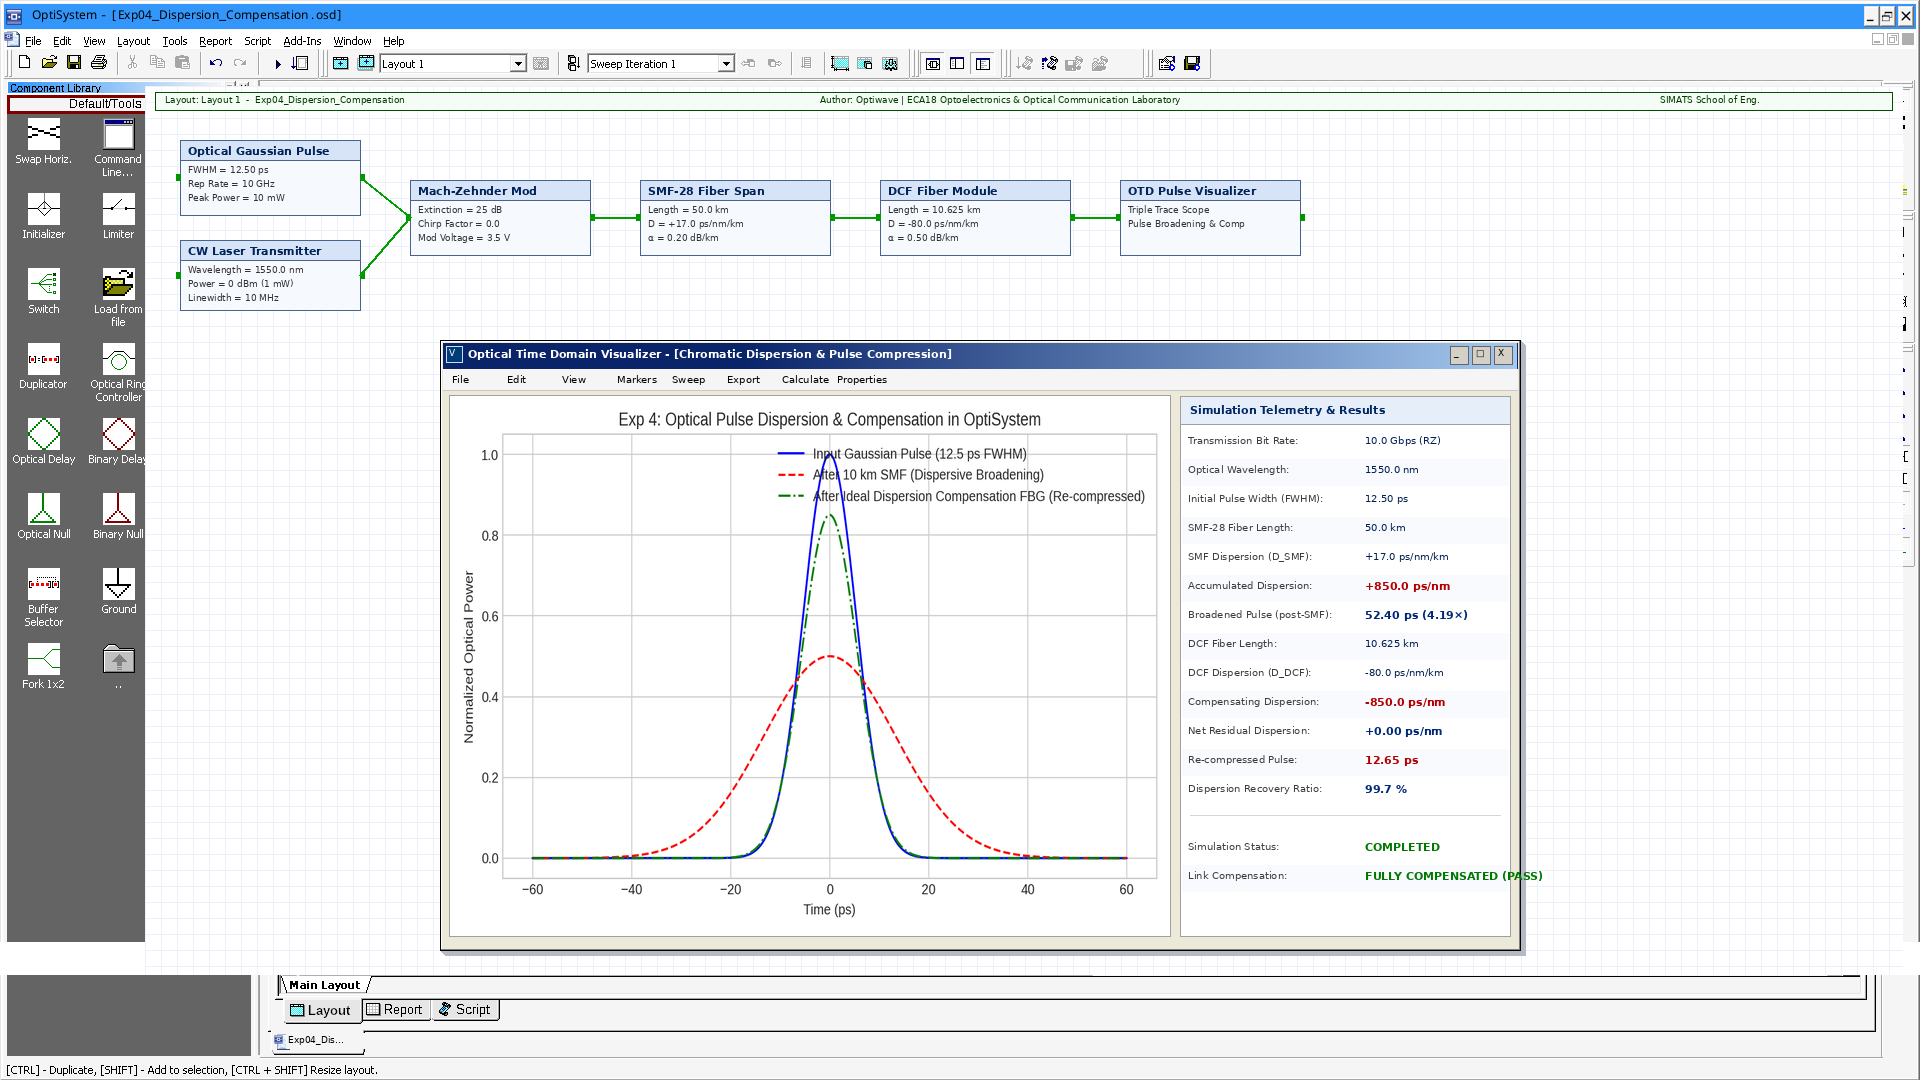 OptiSystem - [Exp04_Dispersion_Compensation.osd]
File Edit View Layout Tools Report Script Add-Ins Window Help
Layout 1
Sweep Iteration 1
Component Library
Default/Tools
Swap Horiz.
Command Line...
Initializer
Limiter
Switch
Load from file
Duplicator
Optical Ring Controller
Optical Delay
Binary Delay
Optical Null
Binary Null
Buffer Selector
Ground
Fork 1x2
..
Layout: Layout 1 - Exp04_Dispersion_Compensation
Author: Optiwave | ECA18 Optoelectronics & Optical Communication Laboratory
SIMATS School of Eng.
Optical Gaussian Pulse
FWHM = 12.50 ps
Rep Rate = 10 GHz
Peak Power = 10 mW
CW Laser Transmitter
Wavelength = 1550.0 nm
Power = 0 dBm (1 mW)
Linewidth = 10 MHz
Mach-Zehnder Mod
Extinction = 25 dB
Chirp Factor = 0.0
Mod Voltage = 3.5 V
SMF-28 Fiber Span
Length = 50.0 km
D = +17.0 ps/nm/km
α = 0.20 dB/km
DCF Fiber Module
Length = 10.625 km
D = -80.0 ps/nm/km
α = 0.50 dB/km
OTD Pulse Visualizer
Triple Trace Scope
Pulse Broadening & Comp
V Optical Time Domain Visualizer - [Chromatic Dispersion & Pulse Compression]
File Edit View Markers Sweep Export Calculate Properties
Exp 4: Optical Pulse Dispersion & Compensation in OptiSystem
Input Gaussian Pulse (12.5 ps FWHM)
After 10 km SMF (Dispersive Broadening)
After Ideal Dispersion Compensation FBG (Re-compressed)
Normalized Optical Power
1.0
0.8
0.6
0.4
0.2
0.0
−60 −40 −20 0 20 40 60
Time (ps)
Simulation Telemetry & Results
Transmission Bit Rate: 10.0 Gbps (RZ)
Optical Wavelength: 1550.0 nm
Initial Pulse Width (FWHM): 12.50 ps
SMF-28 Fiber Length: 50.0 km
SMF Dispersion (D_SMF): +17.0 ps/nm/km
Accumulated Dispersion: +850.0 ps/nm
Broadened Pulse (post-SMF): 52.40 ps (4.19×)
DCF Fiber Length: 10.625 km
DCF Dispersion (D_DCF): -80.0 ps/nm/km
Compensating Dispersion: -850.0 ps/nm
Net Residual Dispersion: +0.00 ps/nm
Re-compressed Pulse: 12.65 ps
Dispersion Recovery Ratio: 99.7 %
Simulation Status: COMPLETED
Link Compensation: FULLY COMPENSATED (PASS)
Main Layout
Layout Report Script
Exp04_Dis...
[CTRL] - Duplicate, [SHIFT] - Add to selection, [CTRL + SHIFT] Resize layout.